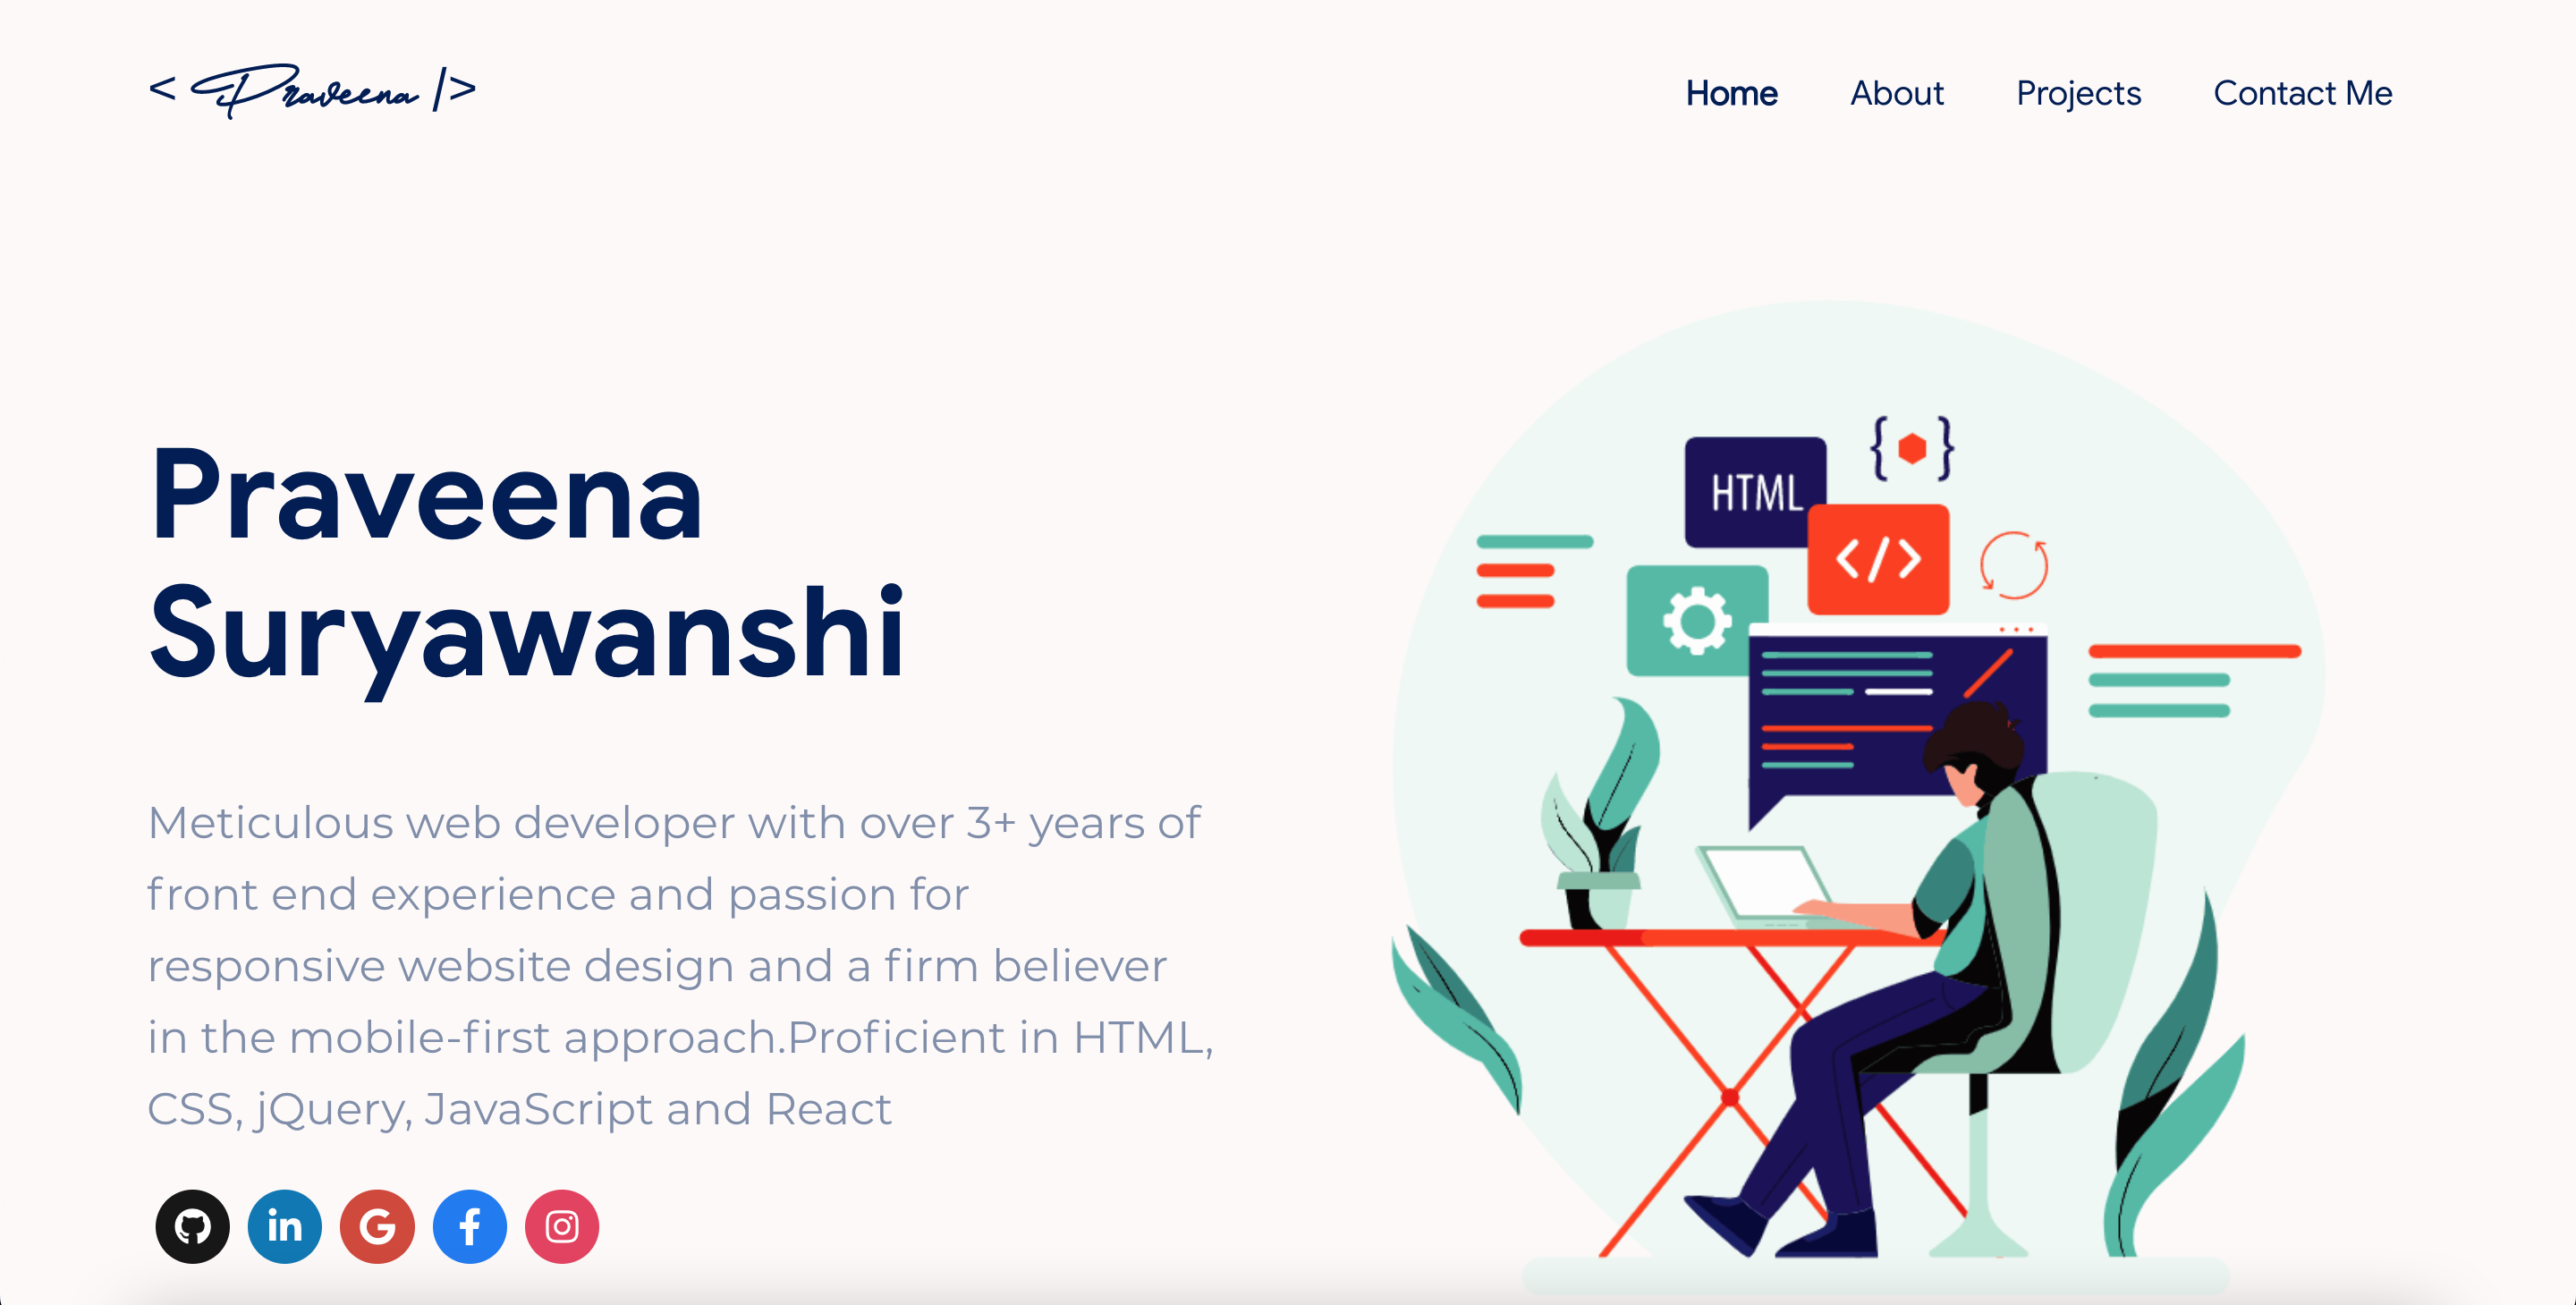 < Praveena />
Home About Projects Contact Me
Praveena
Suryawanshi
Meticulous web developer with over 3+ years of
front end experience and passion for
responsive website design and a firm believer
in the mobile-first approach.Proficient in HTML,
CSS, jQuery, JavaScript and React
in G f
HTML
{ }
</>